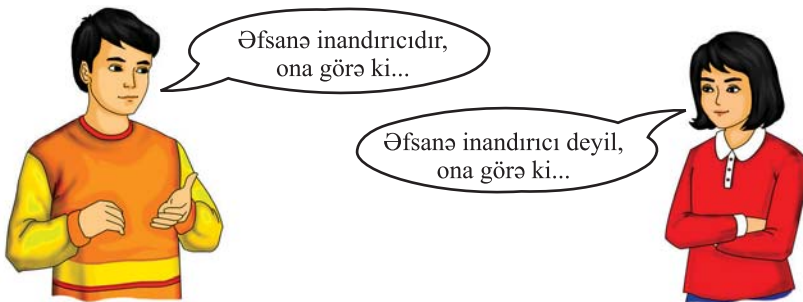 Əfsanə inandırıcıdır,
ona görə ki...
Əfsanə inandırıcı deyil,
ona görə ki...